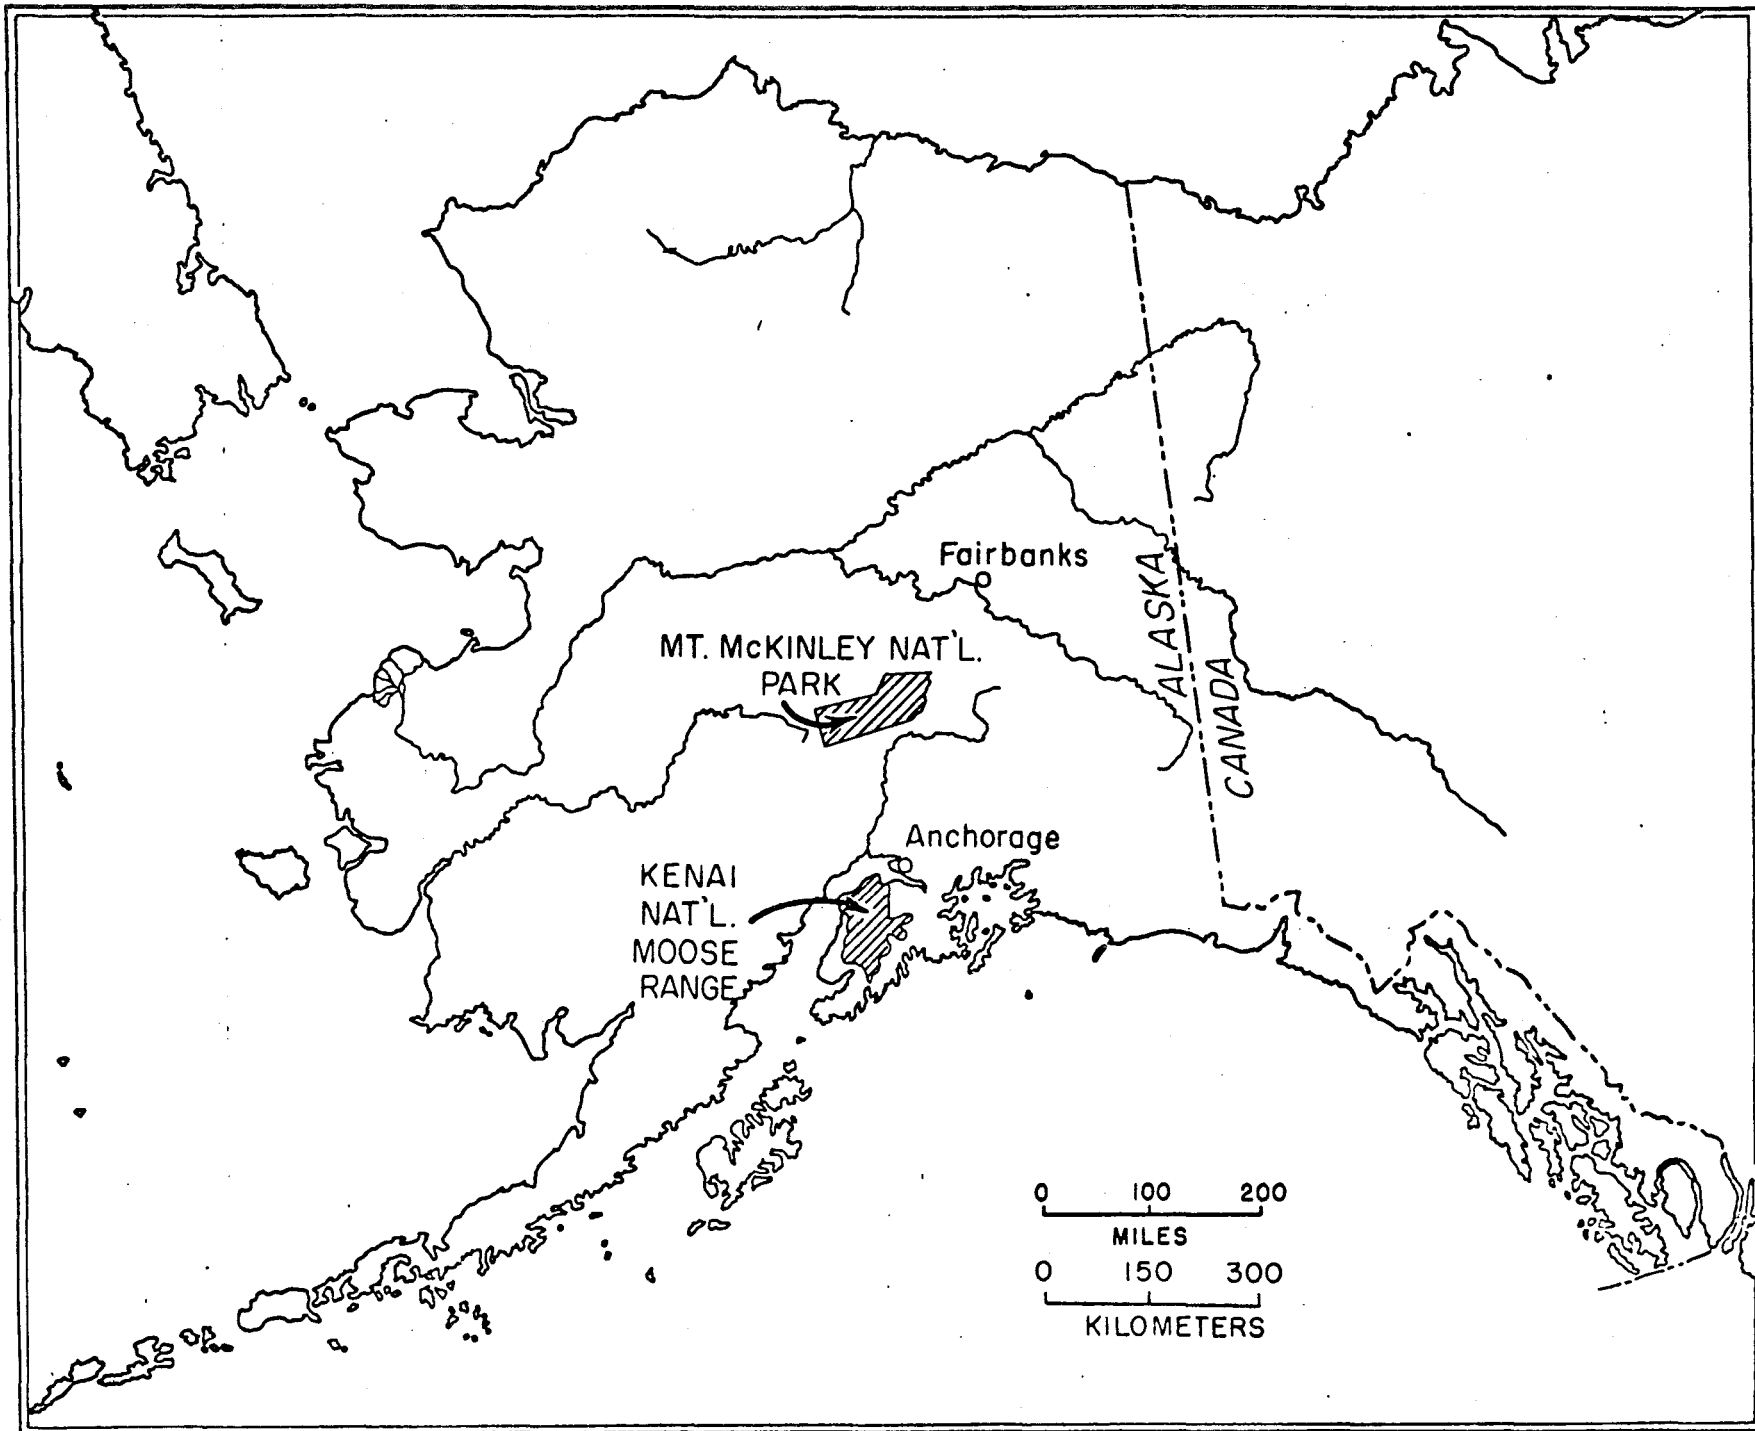 Fairbanks
MT. McKINLEY NAT'L.
PARK
ALASKA
CANADA
Anchorage
KENAI
NAT'L.
MOOSE
RANGE
0 100 200
MILES
0 150 300
KILOMETERS